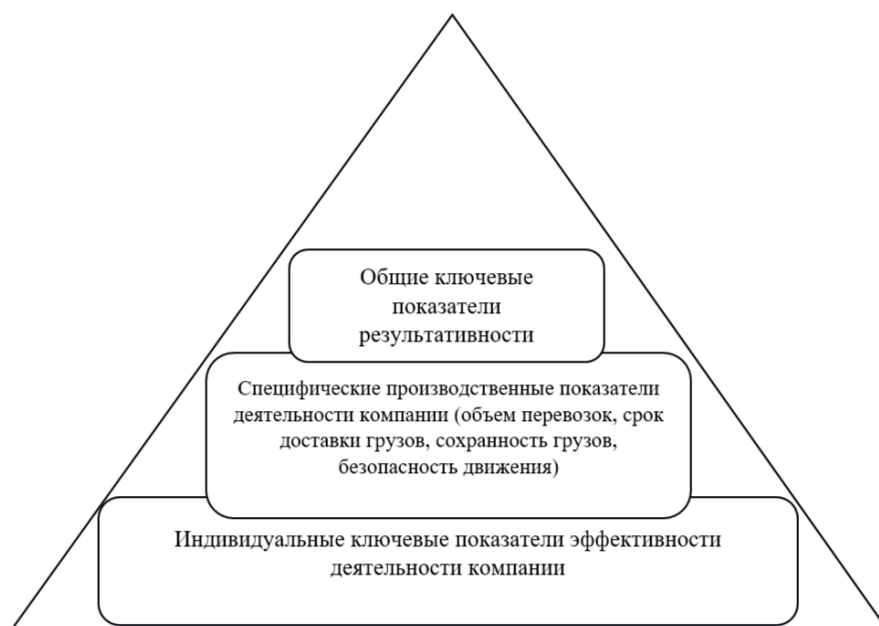 Общие ключевые
показатели
результативности
Специфические производственные показатели
деятельности компании (объем перевозок, срок
доставки грузов, сохранность грузов,
безопасность движения)
Индивидуальные ключевые показатели эффективности
деятельности компании